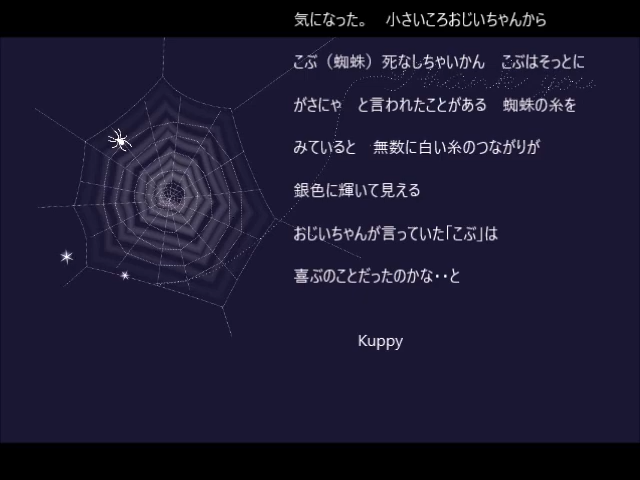 気になった。　小さいころおじいちゃんから
こぶ（蜘蛛）死なしちゃいかん　こぶはそっとに
がさにゃ　と言われたことがある　蜘蛛の糸を
みていると　無数に白い糸のつながりが
銀色に輝いて見える
おじいちゃんが言っていた「こぶ」は
喜ぶのことだったのかな・・と
Thank you
Kuppy